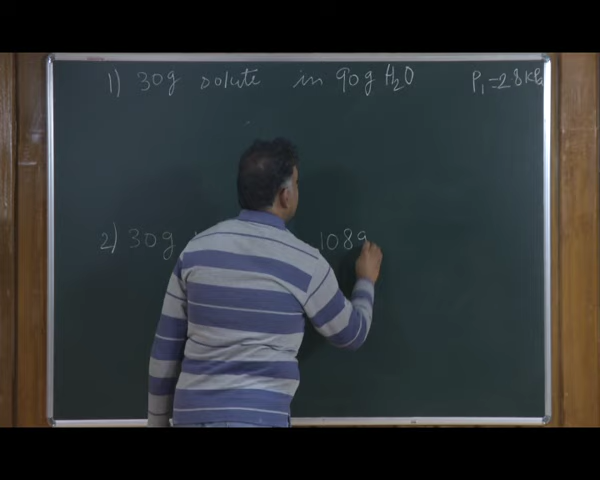 1) 30g solute in 90g H₂O P₁=2.8 KPa
2) 30g 108g